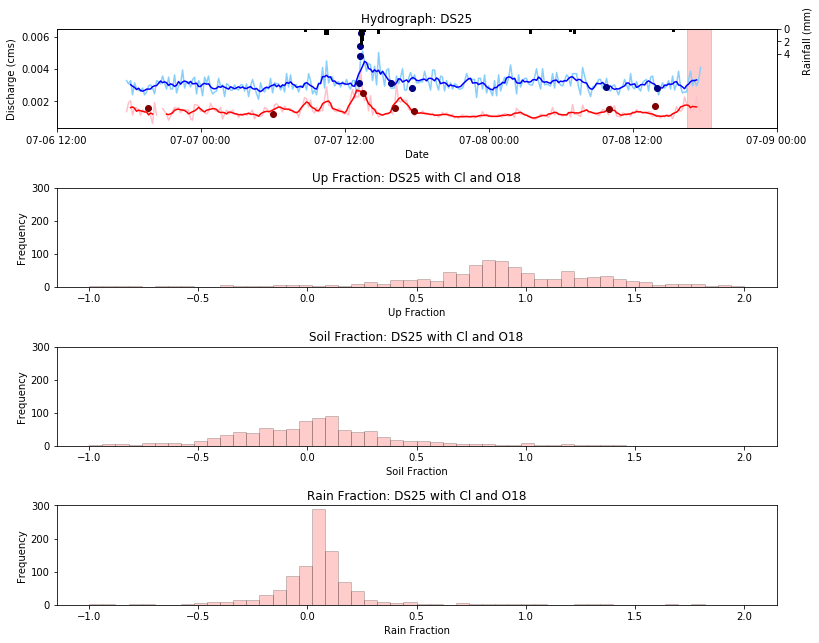 Hydrograph: DS25
Discharge (cms)
0.006
0.004
0.002
0
2
4
Rainfall (mm)
07-06 12:00 07-07 00:00 07-07 12:00 07-08 00:00 07-08 12:00 07-09 00:00
Date
Up Fraction: DS25 with Cl and O18
Frequency
300
200
100
0
−1.0 −0.5 0.0 0.5 1.0 1.5 2.0
Up Fraction
Soil Fraction: DS25 with Cl and O18
Frequency
300
200
100
0
−1.0 −0.5 0.0 0.5 1.0 1.5 2.0
Soil Fraction
Rain Fraction: DS25 with Cl and O18
Frequency
300
200
100
0
−1.0 −0.5 0.0 0.5 1.0 1.5 2.0
Rain Fraction